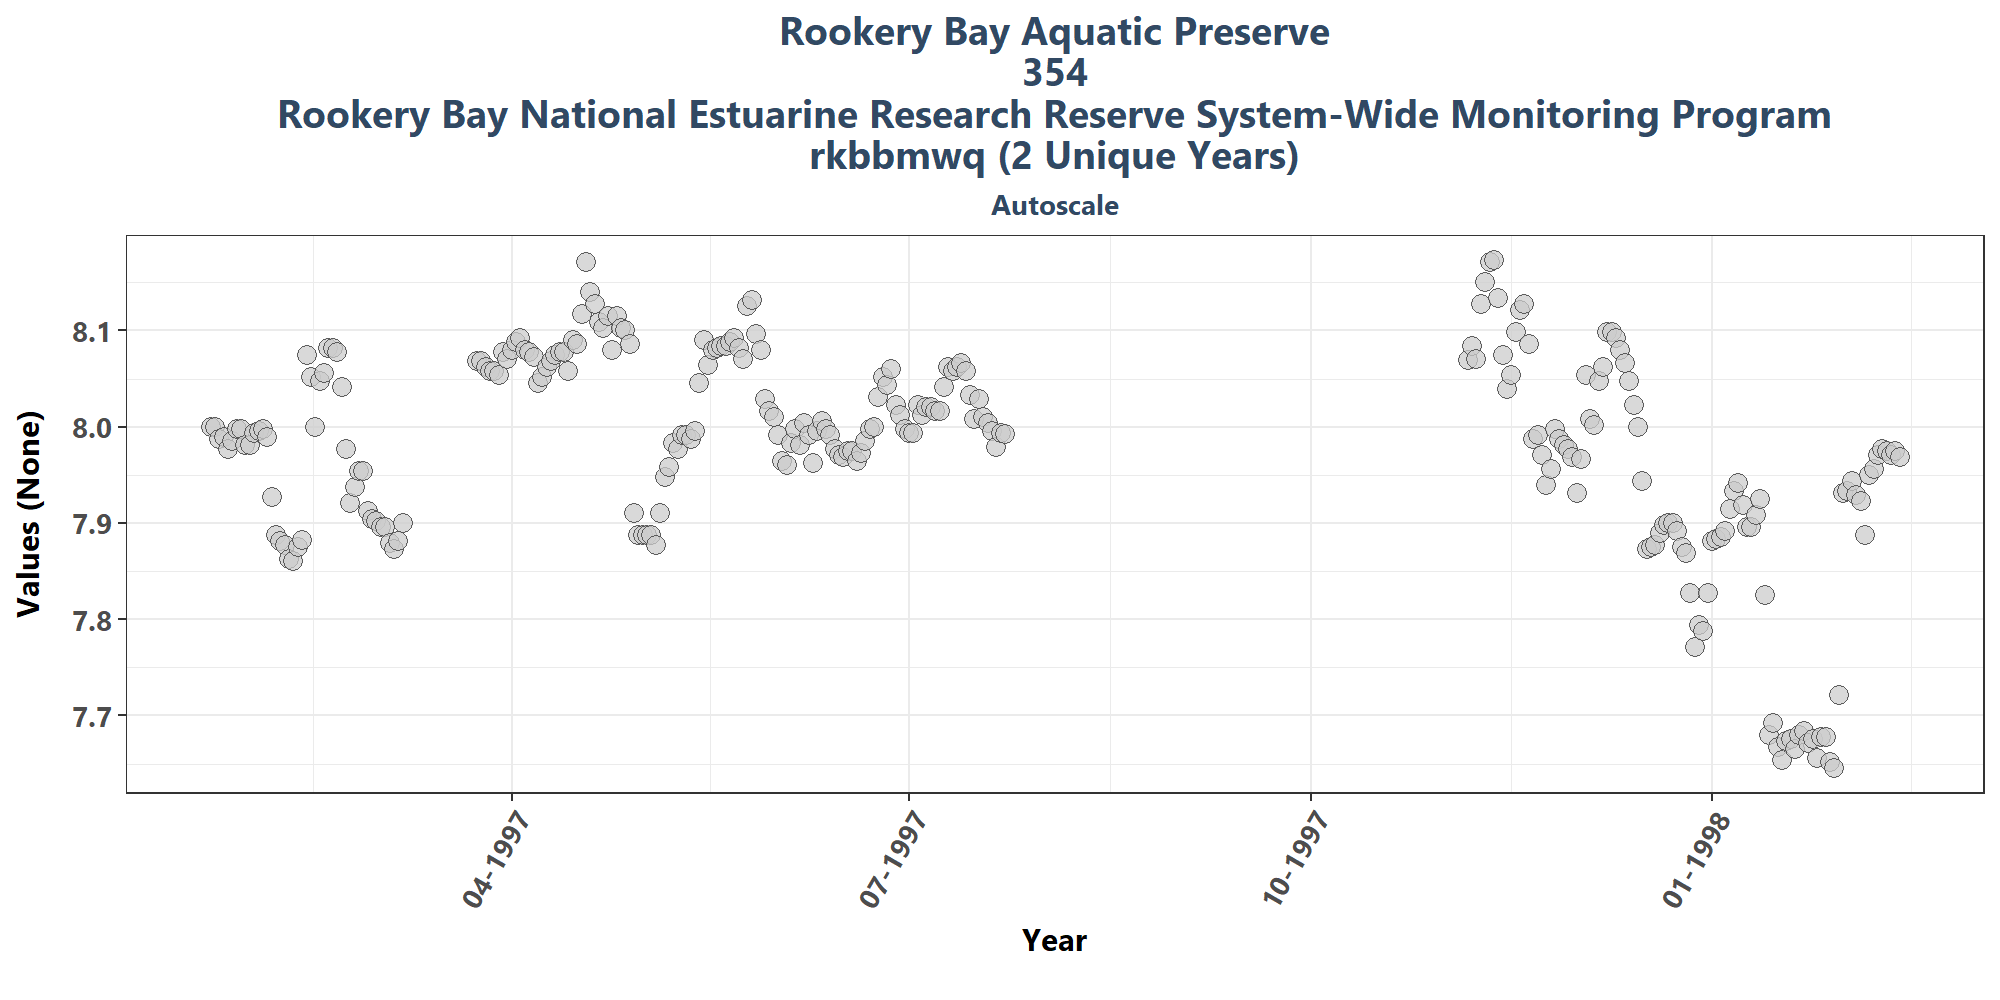 Rookery Bay Aquatic Preserve
354
Rookery Bay National Estuarine Research Reserve System-Wide Monitoring Program
rkbbmwq (2 Unique Years)
Autoscale
Values (None)
8.1
8.0
7.9
7.8
7.7
04-1997
07-1997
10-1997
01-1998
Year